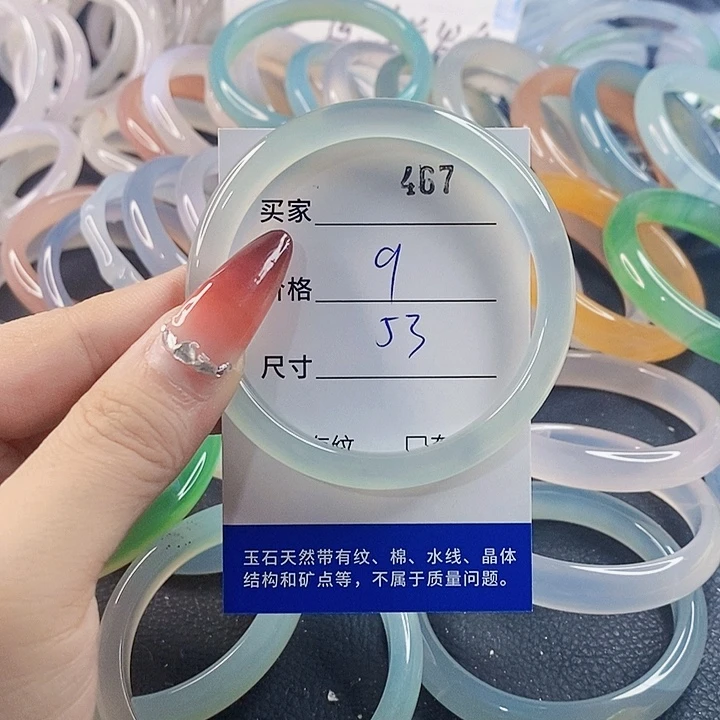 467
买家
9
价格
53
尺寸
玉石天然带有纹、棉、水线、晶体
结构和矿点等，不属于质量问题。